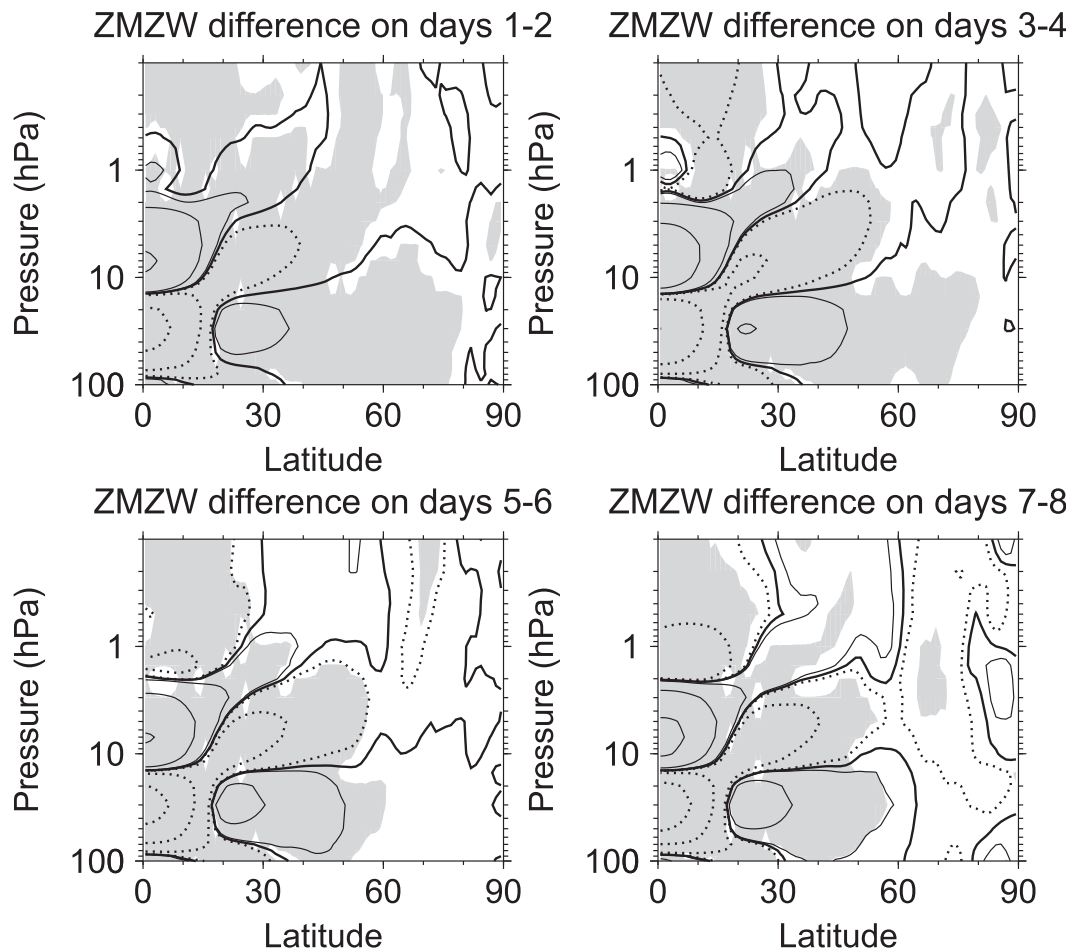 ZMZW difference on days 1-2
Pressure (hPa)
1
10
100
0 30 60 90
Latitude
ZMZW difference on days 3-4
Pressure (hPa)
1
10
100
0 30 60 90
Latitude
ZMZW difference on days 5-6
Pressure (hPa)
1
10
100
0 30 60 90
Latitude
ZMZW difference on days 7-8
Pressure (hPa)
1
10
100
0 30 60 90
Latitude